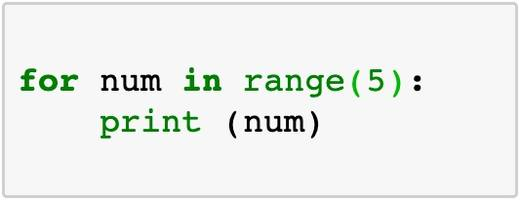 for num in range(5):
    print (num)